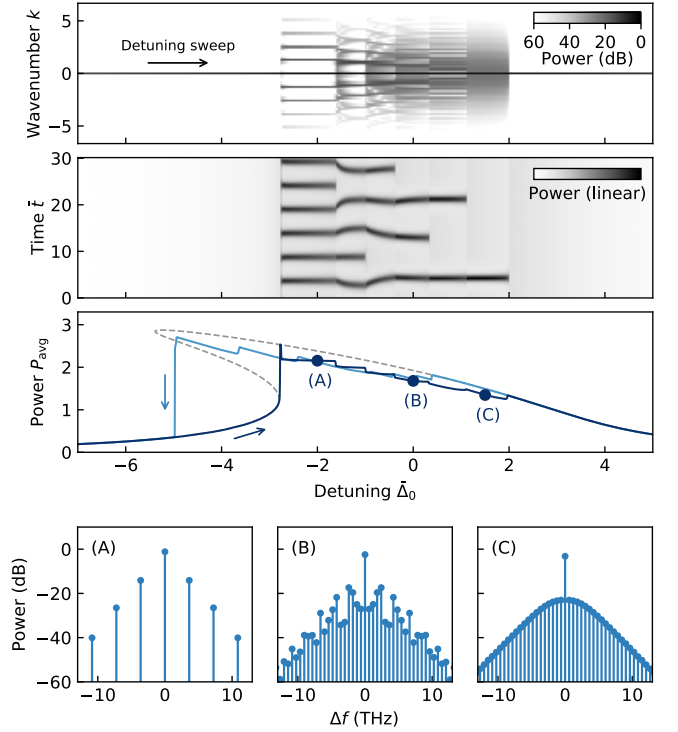 Wavenumber k
5
0
−5
Detuning sweep
60 40 20 0
Power (dB)
Time t̄
30
20
10
0
Power (linear)
Power P_avg
3
2
1
0
(A)
(B)
(C)
−6 −4 −2 0 2 4
Detuning Δ̄₀
Power (dB)
0
−20
−40
−60
(A)
(B)
(C)
−10 0 10
−10 0 10
−10 0 10
Δf (THz)